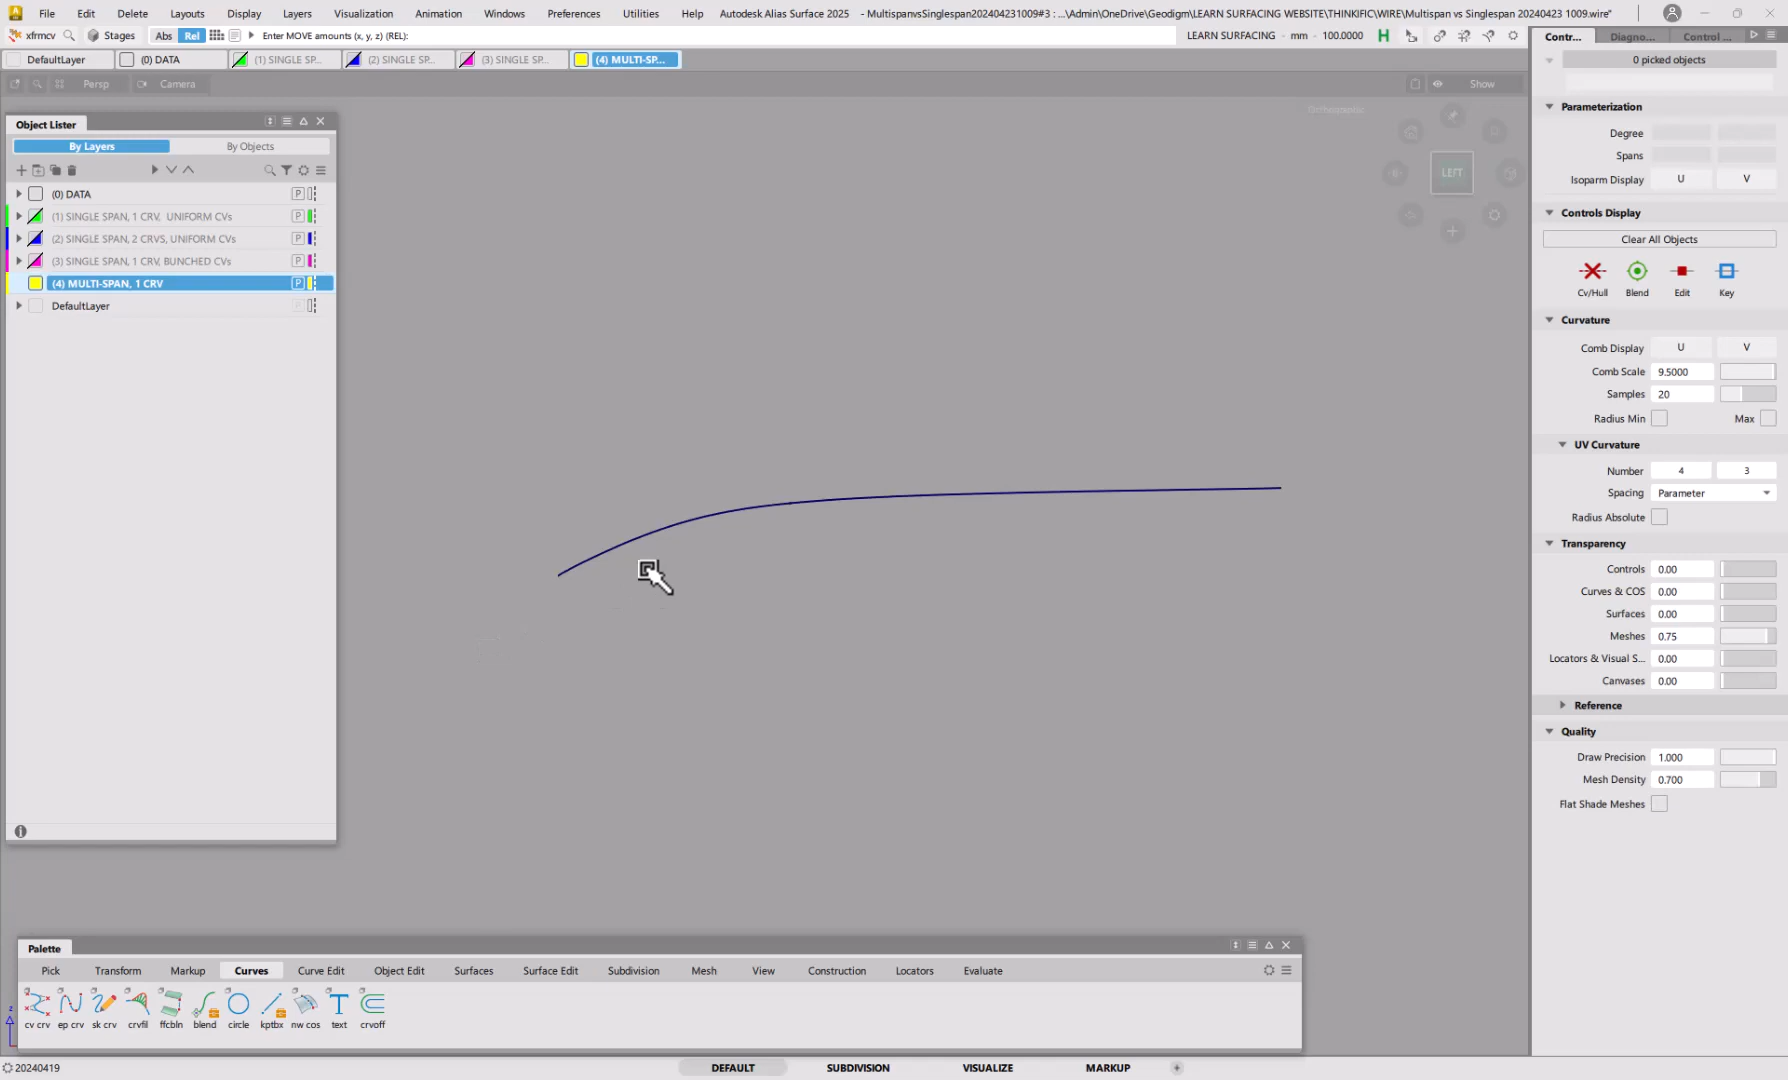 File Edit Delete Layouts Display Layers Visualization Animation Windows Preferences Utilities Help Autodesk Alias Surface 2025 - MultispanvsSinglespan202404231009#3 : ...\Admin\OneDrive\Geodigm\LEARN SURFACING WEBSITE\THINKIFIC\WIRE\Multispan vs Singlespan 20240423 1009.wire*
xfrmcv Stages Abs Rel Enter MOVE amounts (x, y, z) (REL): LEARN SURFACING - mm - 100.0000 H
Contr... Diagno... Control ...
DefaultLayer (0) DATA (1) SINGLE SP... (2) SINGLE SP... (3) SINGLE SP... (4) MULTI-SP...
0 picked objects
Persp Camera Show
Orthographic
LEFT
Object Lister
By Layers By Objects
(0) DATA P
(1) SINGLE SPAN, 1 CRV, UNIFORM CVs P
(2) SINGLE SPAN, 2 CRVS, UNIFORM CVs P
(3) SINGLE SPAN, 1 CRV, BUNCHED CVs P
(4) MULTI-SPAN, 1 CRV P
DefaultLayer P
Parameterization
Degree
Spans
Isoparm Display U V
Controls Display
Clear All Objects
Cv/Hull Blend Edit Key
Curvature
Comb Display U V
Comb Scale 9.5000
Samples 20
Radius Min Max
UV Curvature
Number 4 3
Spacing Parameter
Radius Absolute
Transparency
Controls 0.00
Curves & COS 0.00
Surfaces 0.00
Meshes 0.75
Locators & Visual S... 0.00
Canvases 0.00
Reference
Quality
Draw Precision 1.000
Mesh Density 0.700
Flat Shade Meshes
Palette
Pick Transform Markup Curves Curve Edit Object Edit Surfaces Surface Edit Subdivision Mesh View Construction Locators Evaluate
cv crv ep crv sk crv crvfil ffcbln blend circle kptbx nw cos text crvoff
z
20240419 DEFAULT SUBDIVISION VISUALIZE MARKUP